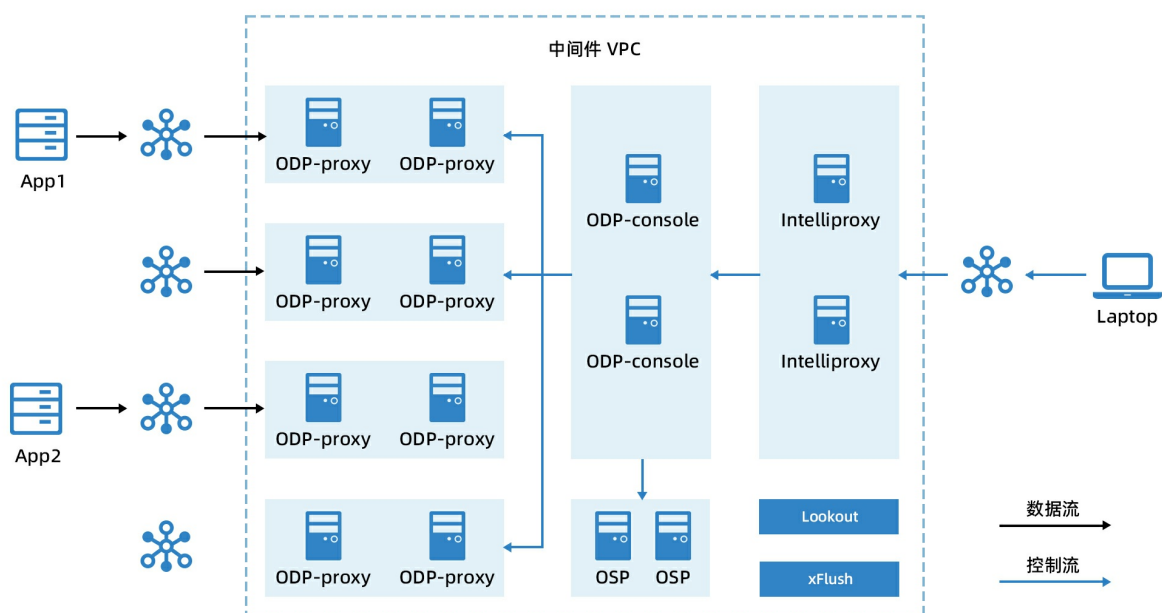 中间件 VPC
App1
ODP-proxy ODP-proxy
ODP-console
Intelliproxy
ODP-proxy ODP-proxy
Laptop
ODP-console
Intelliproxy
App2
ODP-proxy ODP-proxy
ODP-proxy ODP-proxy
OSP OSP
Lookout
xFlush
数据流
控制流